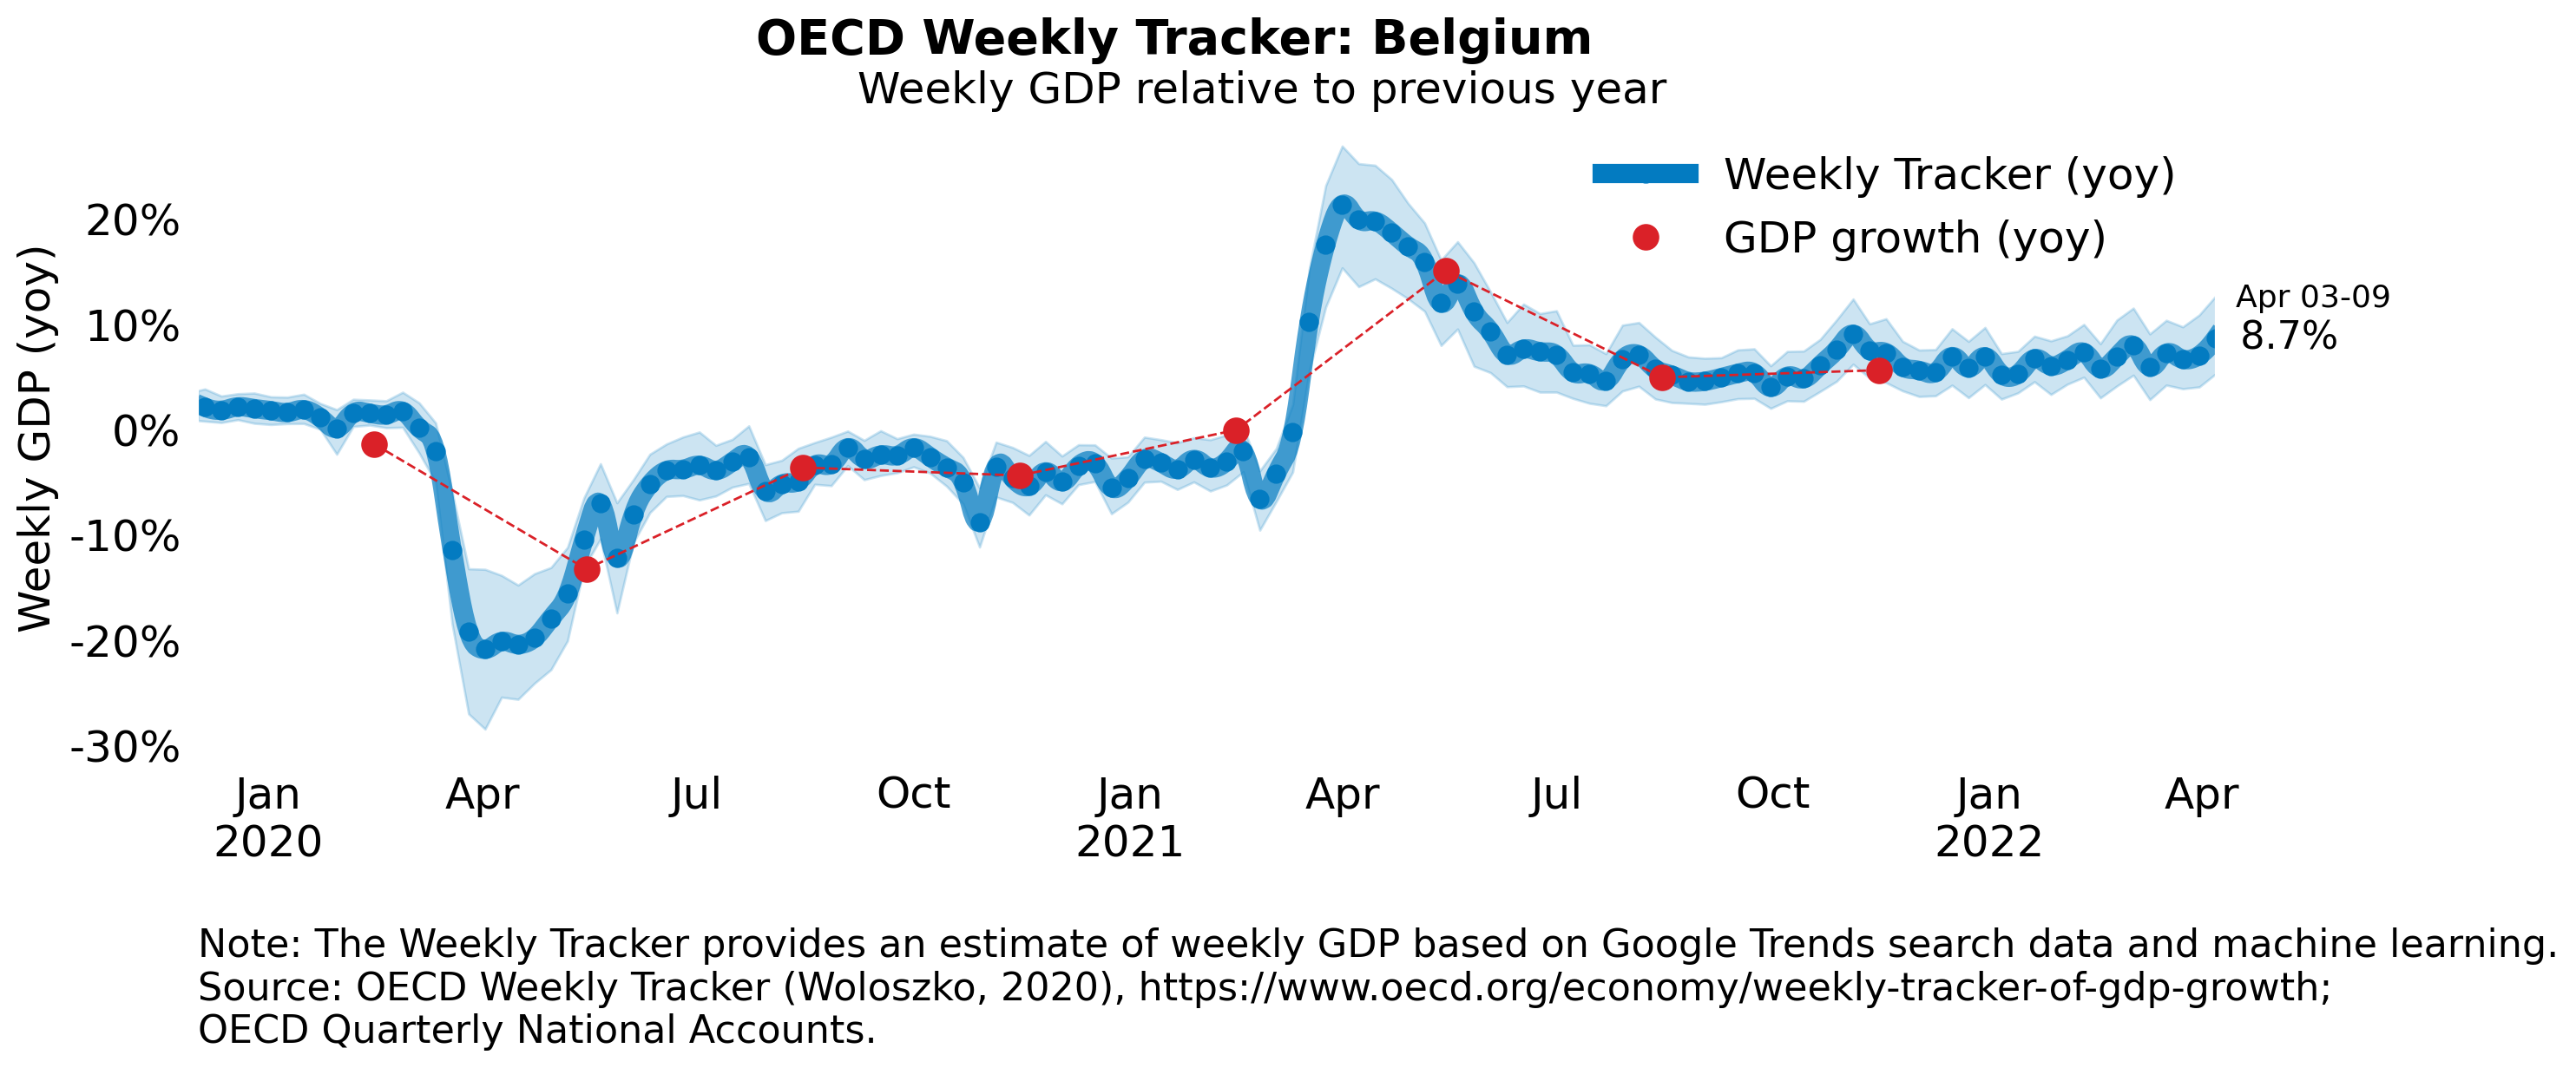 OECD Weekly Tracker: Belgium
Weekly GDP relative to previous year
Weekly GDP (yoy)
20%
10%
0%
-10%
-20%
-30%
Weekly Tracker (yoy)
GDP growth (yoy)
Apr 03-09
8.7%
Jan Apr Jul Oct Jan Apr Jul Oct Jan Apr
2020 2021 2022
Note: The Weekly Tracker provides an estimate of weekly GDP based on Google Trends search data and machine learning.
Source: OECD Weekly Tracker (Woloszko, 2020), https://www.oecd.org/economy/weekly-tracker-of-gdp-growth;
OECD Quarterly National Accounts.